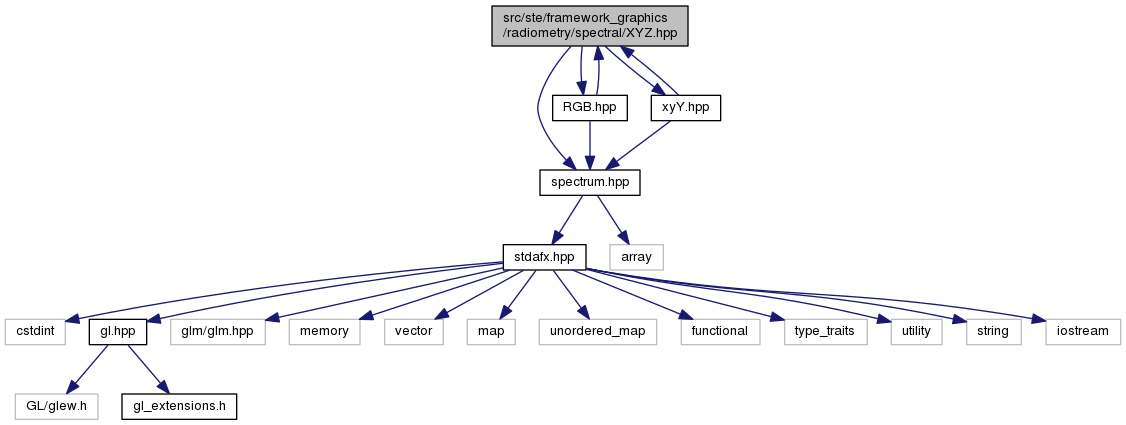 src/ste/framework_graphics
/radiometry/spectral/XYZ.hpp
RGB.hpp
xyY.hpp
spectrum.hpp
stdafx.hpp
array
cstdint
gl.hpp
glm/glm.hpp
memory
vector
map
unordered_map
functional
type_traits
utility
string
iostream
GL/glew.h
gl_extensions.h